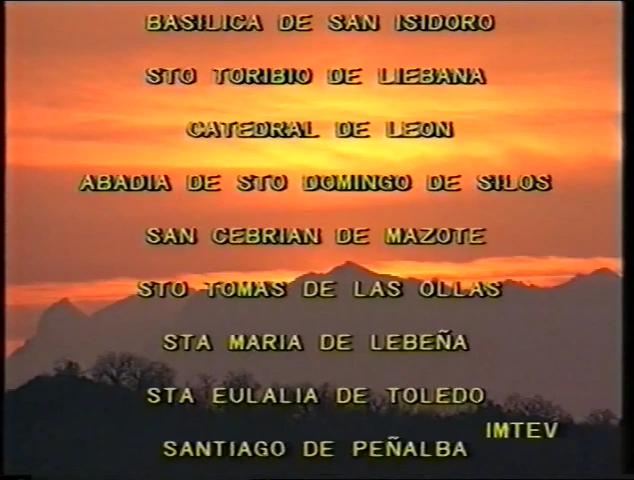 BASILICA DE SAN ISIDORO
STO TORIBIO DE LIEBANA
CATEDRAL DE LEON
ABADIA DE STO DOMINGO DE SILOS
SAN CEBRIAN DE MAZOTE
STO TOMAS DE LAS OLLAS
STA MARIA DE LEBEÑA
STA EULALIA DE TOLEDO
IMTEV
SANTIAGO DE PEÑALBA